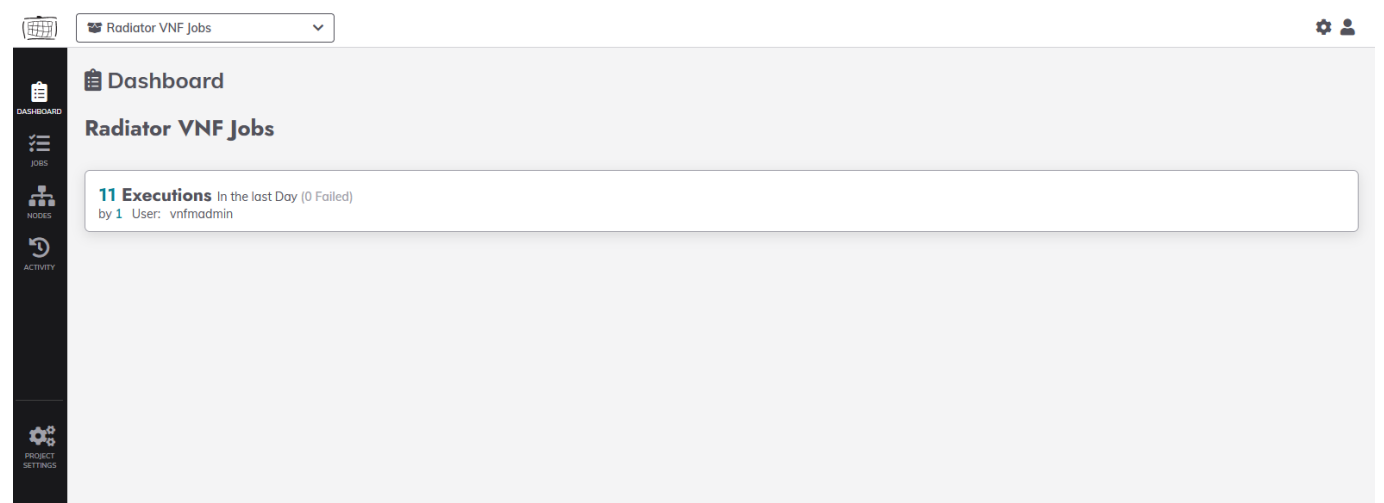 Radiator VNF Jobs
DASHBOARD
JOBS
NODES
ACTIVITY
PROJECT
SETTINGS
Dashboard
Radiator VNF Jobs
11 Executions In the last Day (0 Failed)
by 1 User: vnfmadmin